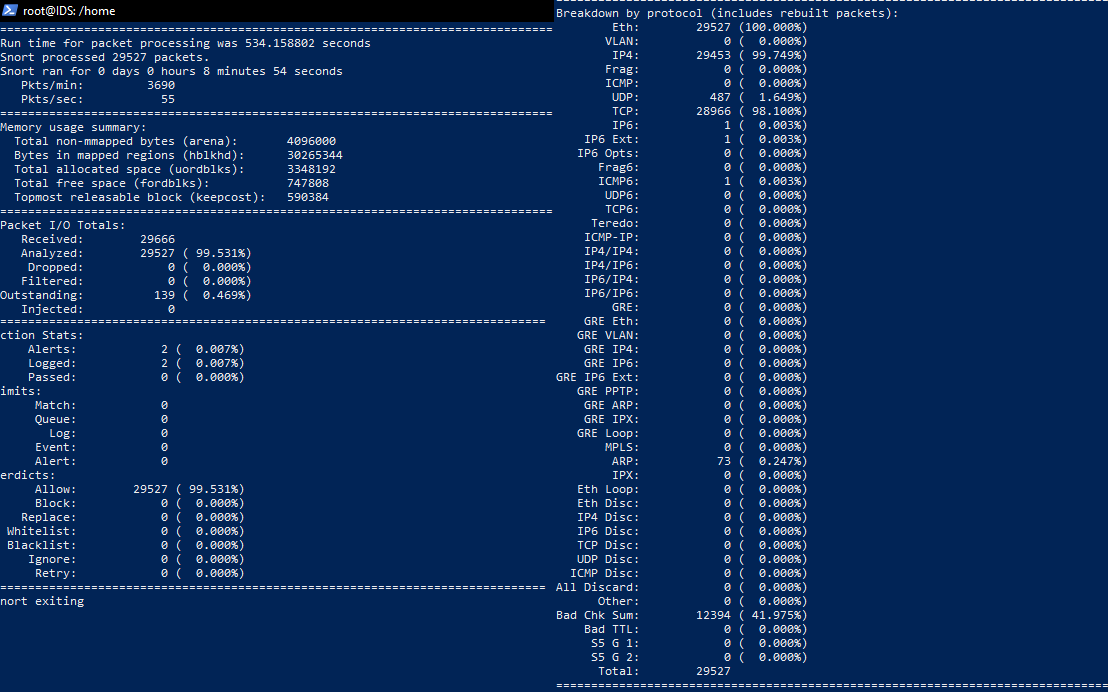 root@IDS: /home
===============================================================================
Run time for packet processing was 534.158802 seconds
Snort processed 29527 packets.
Snort ran for 0 days 0 hours 8 minutes 54 seconds
Pkts/min: 3690
Pkts/sec: 55
===============================================================================
Memory usage summary:
Total non-mmapped bytes (arena): 4096000
Bytes in mapped regions (hblkhd): 30265344
Total allocated space (uordblks): 3348192
Total free space (fordblks): 747808
Topmost releasable block (keepcost): 590384
===============================================================================
Packet I/O Totals:
Received: 29666
Analyzed: 29527 ( 99.531%)
Dropped: 0 ( 0.000%)
Filtered: 0 ( 0.000%)
Outstanding: 139 ( 0.469%)
Injected: 0
==============================================================================
ction Stats:
Alerts: 2 ( 0.007%)
Logged: 2 ( 0.007%)
Passed: 0 ( 0.000%)
imits:
Match: 0
Queue: 0
Log: 0
Event: 0
Alert: 0
erdicts:
Allow: 29527 ( 99.531%)
Block: 0 ( 0.000%)
Replace: 0 ( 0.000%)
Whitelist: 0 ( 0.000%)
Blacklist: 0 ( 0.000%)
Ignore: 0 ( 0.000%)
Retry: 0 ( 0.000%)
==============================================================================
nort exiting
===============================================================================
Breakdown by protocol (includes rebuilt packets):
Eth: 29527 (100.000%)
VLAN: 0 ( 0.000%)
IP4: 29453 ( 99.749%)
Frag: 0 ( 0.000%)
ICMP: 0 ( 0.000%)
UDP: 487 ( 1.649%)
TCP: 28966 ( 98.100%)
IP6: 1 ( 0.003%)
IP6 Ext: 1 ( 0.003%)
IP6 Opts: 0 ( 0.000%)
Frag6: 0 ( 0.000%)
ICMP6: 1 ( 0.003%)
UDP6: 0 ( 0.000%)
TCP6: 0 ( 0.000%)
Teredo: 0 ( 0.000%)
ICMP-IP: 0 ( 0.000%)
IP4/IP4: 0 ( 0.000%)
IP4/IP6: 0 ( 0.000%)
IP6/IP4: 0 ( 0.000%)
IP6/IP6: 0 ( 0.000%)
GRE: 0 ( 0.000%)
GRE Eth: 0 ( 0.000%)
GRE VLAN: 0 ( 0.000%)
GRE IP4: 0 ( 0.000%)
GRE IP6: 0 ( 0.000%)
GRE IP6 Ext: 0 ( 0.000%)
GRE PPTP: 0 ( 0.000%)
GRE ARP: 0 ( 0.000%)
GRE IPX: 0 ( 0.000%)
GRE Loop: 0 ( 0.000%)
MPLS: 0 ( 0.000%)
ARP: 73 ( 0.247%)
IPX: 0 ( 0.000%)
Eth Loop: 0 ( 0.000%)
Eth Disc: 0 ( 0.000%)
IP4 Disc: 0 ( 0.000%)
IP6 Disc: 0 ( 0.000%)
TCP Disc: 0 ( 0.000%)
UDP Disc: 0 ( 0.000%)
ICMP Disc: 0 ( 0.000%)
All Discard: 0 ( 0.000%)
Other: 0 ( 0.000%)
Bad Chk Sum: 12394 ( 41.975%)
Bad TTL: 0 ( 0.000%)
S5 G 1: 0 ( 0.000%)
S5 G 2: 0 ( 0.000%)
Total: 29527
===============================================================================